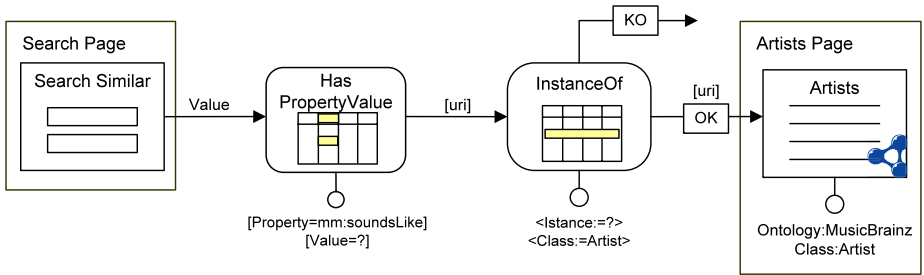 Search Page
Search Similar
Value
Has
PropertyValue
[Property=mm:soundsLike]
[Value=?]
[uri]
InstanceOf
<Istance:=?>
<Class:=Artist>
KO
[uri]
OK
Artists Page
Artists
Ontology:MusicBrainz
Class:Artist